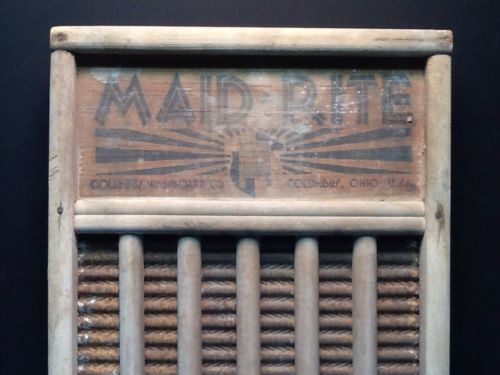 MAID-RITE
COLUMBUS WASHBOARD CO. COLUMBUS, OHIO U.S.A.